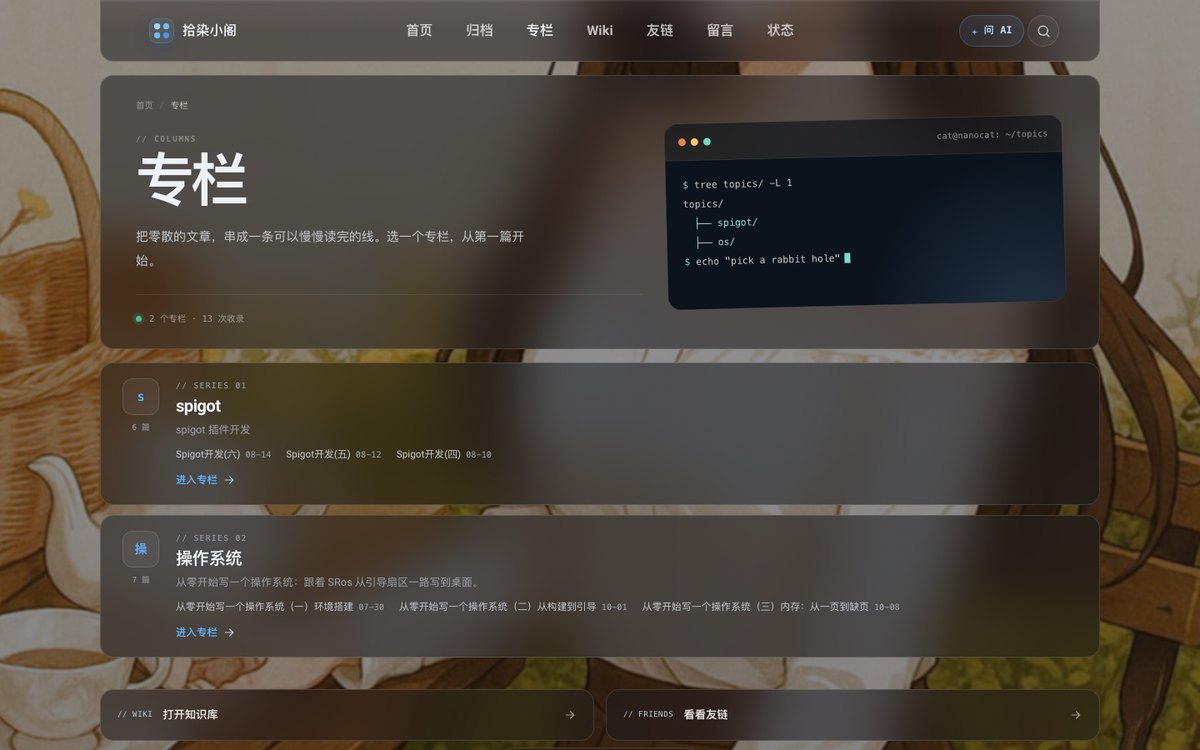 拾染小阁
首页 归档 专栏 Wiki 友链 留言 状态
问 AI
首页 / 专栏
// COLUMNS
专栏
把零散的文章，串成一条可以慢慢读完的线。选一个专栏，从第一篇开
始。
2 个专栏 · 13 次收录
cat@nanocat: ~/topics
$ tree topics/ -L 1
topics/
├── spigot/
├── os/
$ echo "pick a rabbit hole"
S
6 篇
// SERIES 01
spigot
spigot 插件开发
Spigot开发(六) 08-14 Spigot开发(五) 08-12 Spigot开发(四) 08-10
进入专栏 →
操
7 篇
// SERIES 02
操作系统
从零开始写一个操作系统：跟着 SRos 从引导扇区一路写到桌面。
从零开始写一个操作系统（一）环境搭建 07-30 从零开始写一个操作系统（二）从构建到引导 10-01 从零开始写一个操作系统（三）内存：从一页到缺页 10-08
进入专栏 →
// WIKI 打开知识库 →
// FRIENDS 看看友链 →